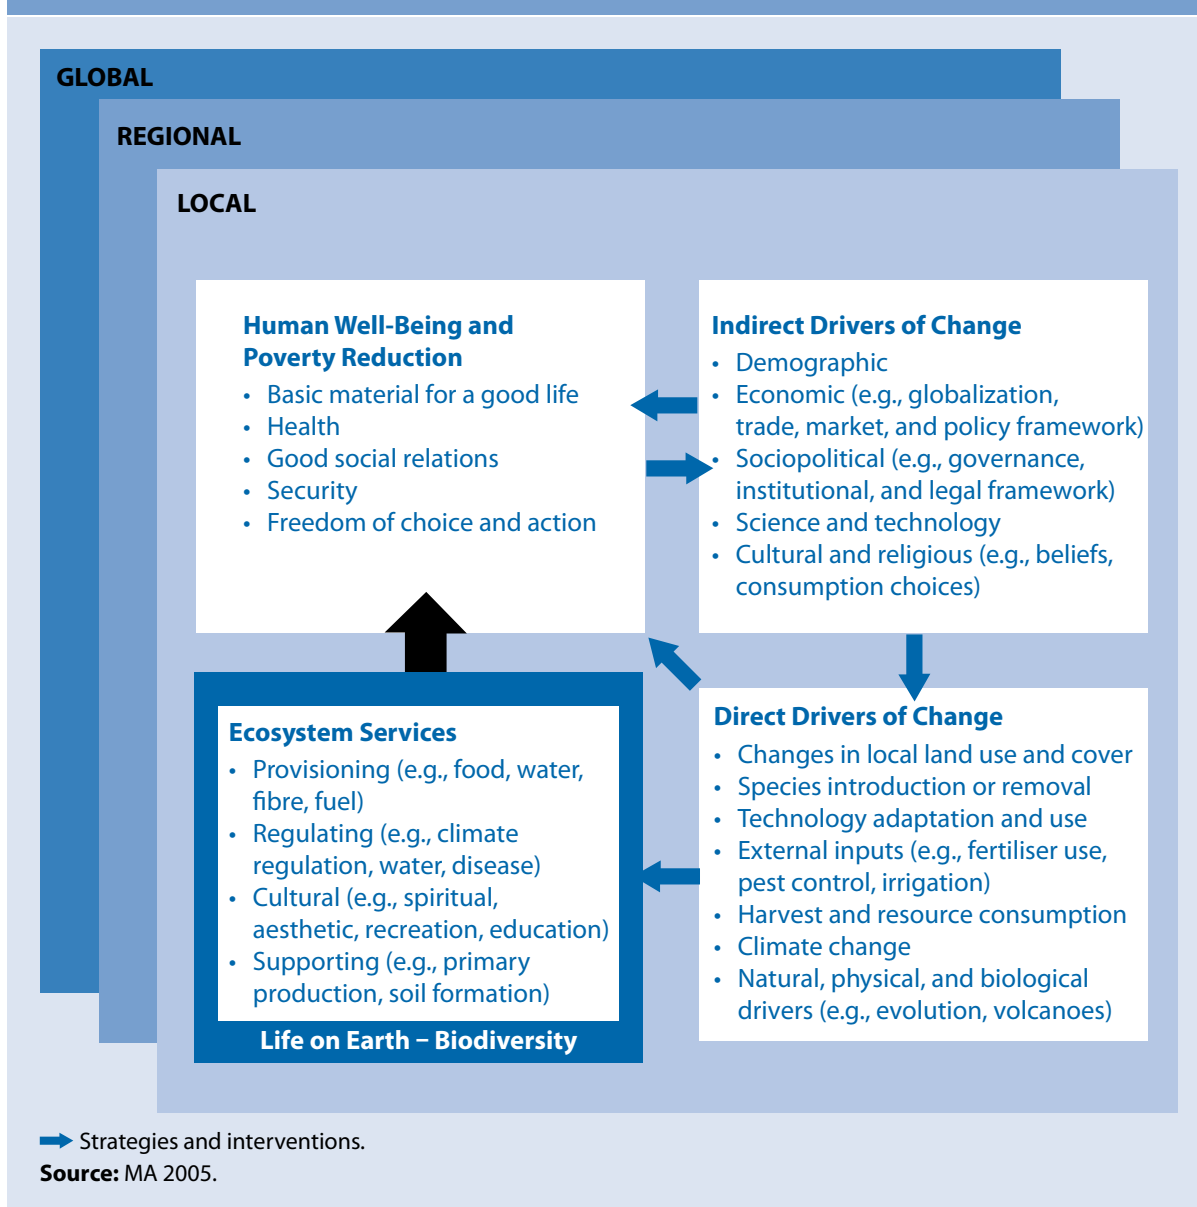 GLOBAL
REGIONAL
LOCAL
Human Well-Being and
Poverty Reduction
• Basic material for a good life
• Health
• Good social relations
• Security
• Freedom of choice and action
Indirect Drivers of Change
• Demographic
• Economic (e.g., globalization,
trade, market, and policy framework)
• Sociopolitical (e.g., governance,
institutional, and legal framework)
• Science and technology
• Cultural and religious (e.g., beliefs,
consumption choices)
Ecosystem Services
• Provisioning (e.g., food, water,
fibre, fuel)
• Regulating (e.g., climate
regulation, water, disease)
• Cultural (e.g., spiritual,
aesthetic, recreation, education)
• Supporting (e.g., primary
production, soil formation)
Life on Earth – Biodiversity
Direct Drivers of Change
• Changes in local land use and cover
• Species introduction or removal
• Technology adaptation and use
• External inputs (e.g., fertiliser use,
pest control, irrigation)
• Harvest and resource consumption
• Climate change
• Natural, physical, and biological
drivers (e.g., evolution, volcanoes)
Strategies and interventions.
Source: MA 2005.